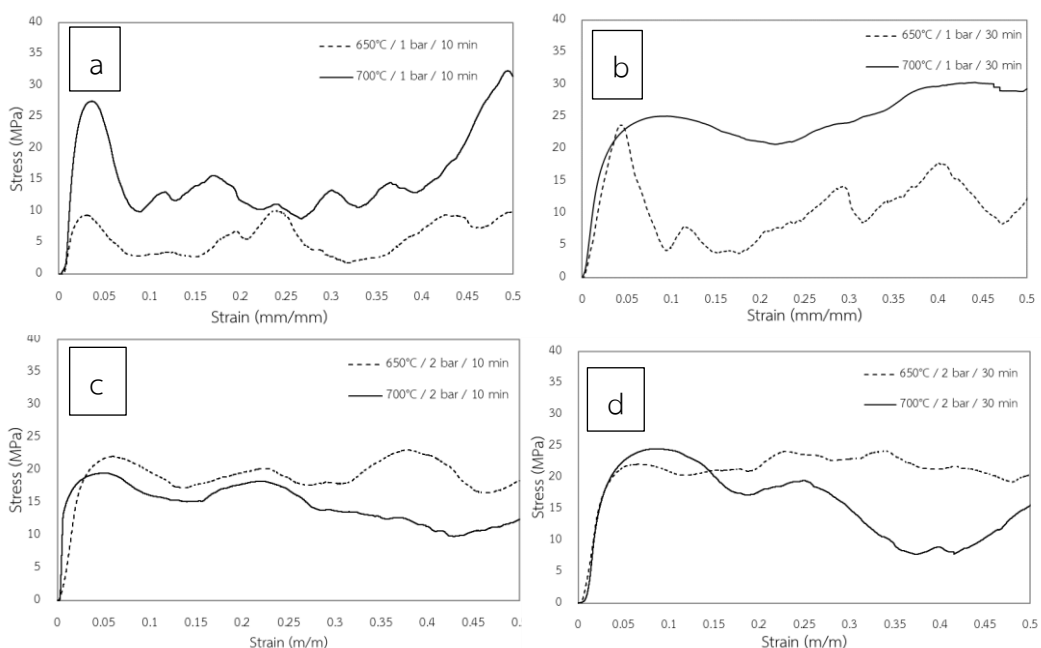 a
650°C / 1 bar / 10 min
700°C / 1 bar / 10 min
Stress (MPa)
40
35
30
25
20
15
10
5
0
0 0.05 0.1 0.15 0.2 0.25 0.3 0.35 0.4 0.45 0.5
Strain (mm/mm)
b
650°C / 1 bar / 30 min
700°C / 1 bar / 30 min
Stress (MPa)
40
35
30
25
20
15
10
5
0
0 0.05 0.1 0.15 0.2 0.25 0.3 0.35 0.4 0.45 0.5
Strain (mm/mm)
c
650°C / 2 bar / 10 min
700°C / 2 bar / 10 min
Stress (MPa)
40
35
30
25
20
15
10
5
0
0 0.05 0.1 0.15 0.2 0.25 0.3 0.35 0.4 0.45 0.
Strain (m/m)
d
650°C / 2 bar / 30 min
700°C / 2 bar / 30 min
Stress (MPa)
40
35
30
25
20
15
10
5
0
0 0.05 0.1 0.15 0.2 0.25 0.3 0.35 0.4 0.45 0.5
Strain (m/m)